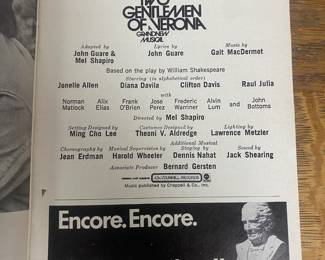 TWO
GENTLEMEN
OF VERONA
A GRAND NEW
MUSICAL
Adapted by Lyrics by Music by
John Guare & John Guare Galt MacDermot
Mel Shapiro
Based on the play by William Shakespeare
Starring (in alphabetical order)
Jonelle Allen Diana Davila Clifton Davis Raul Julia
with
Norman Alix Frank Jose Frederic Alvin and John
Matlock Elias O'Brien Perez Warriner Lum Bottoms
Directed by Mel Shapiro
Setting Designed by Costumes Designed by Lighting by
Ming Cho Lee Theoni V. Aldredge Lawrence Metzler
Additional Musical
Choreography by Musical Supervision by Staging by Sound by
Jean Erdman Harold Wheeler Dennis Nahat Jack Shearing
Associate Producer Bernard Gersten
Music published by Chappell & Co., Inc.
Encore. Encore.